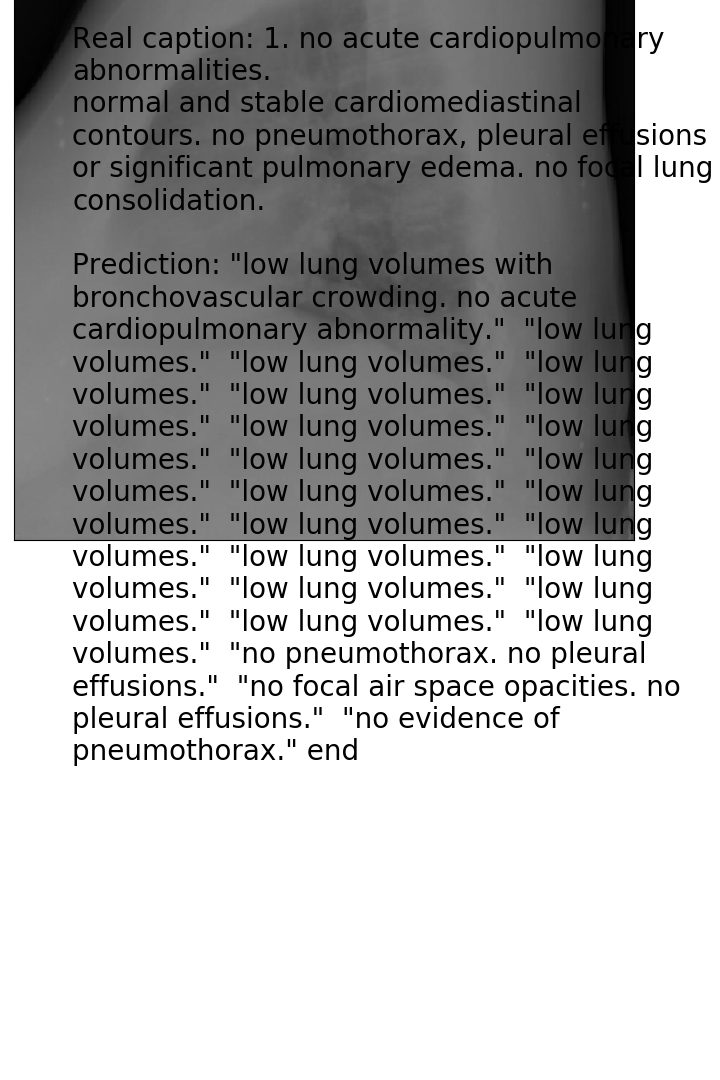 Real caption: 1. no acute cardiopulmonary
abnormalities.
normal and stable cardiomediastinal
contours. no pneumothorax, pleural effusions
or significant pulmonary edema. no focal lung
consolidation.

Prediction: "low lung volumes with
bronchovascular crowding. no acute
cardiopulmonary abnormality."  "low lung
volumes."  "low lung volumes."  "low lung
volumes."  "low lung volumes."  "low lung
volumes."  "low lung volumes."  "low lung
volumes."  "low lung volumes."  "low lung
volumes."  "low lung volumes."  "low lung
volumes."  "low lung volumes."  "low lung
volumes."  "low lung volumes."  "low lung
volumes."  "low lung volumes."  "low lung
volumes."  "low lung volumes."  "low lung
volumes."  "no pneumothorax. no pleural
effusions."  "no focal air space opacities. no
pleural effusions."  "no evidence of
pneumothorax." end